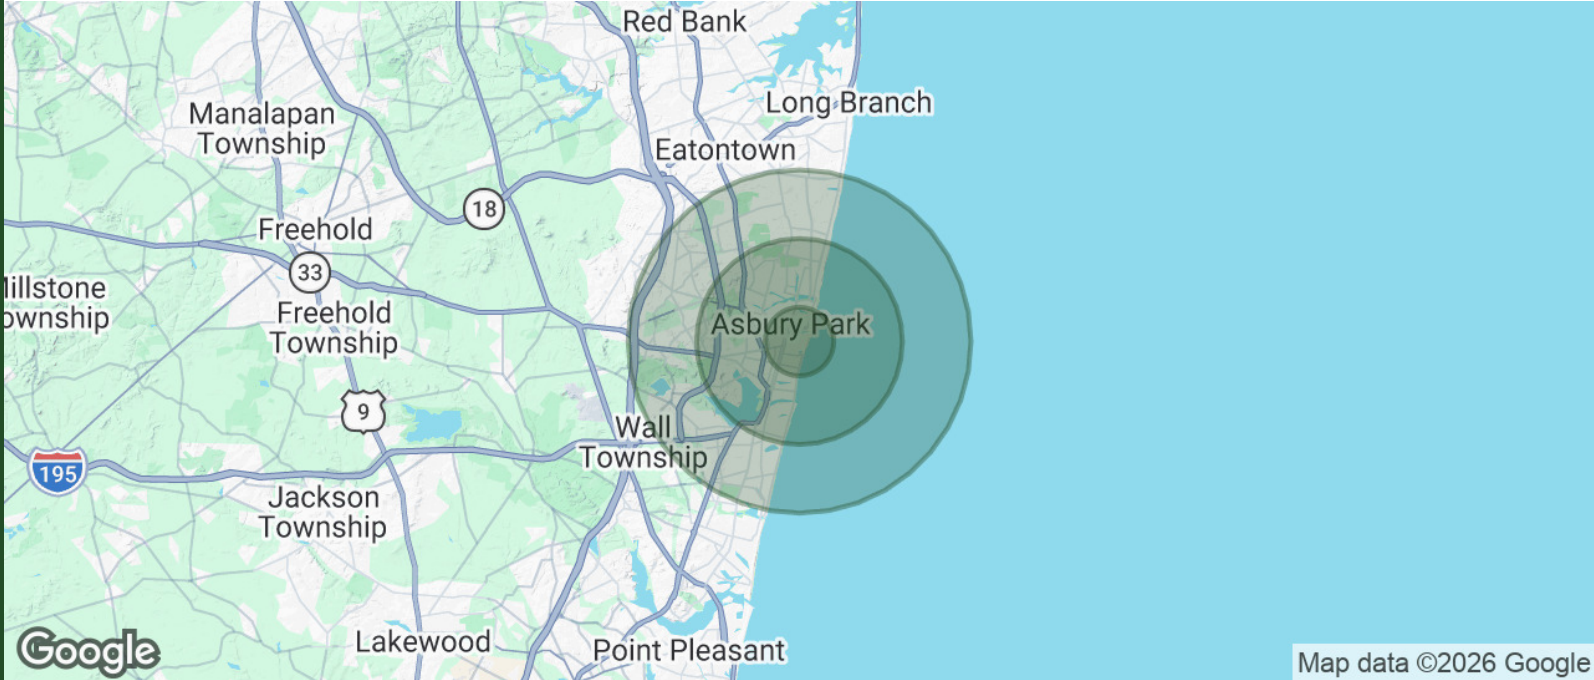 Red Bank
Long Branch
Manalapan
Township
Eatontown
18
Freehold
33
illstone
ownship
Freehold
Township
Asbury Park
9
Wall
Township
195
Jackson
Township
Lakewood
Point Pleasant
Google
Map data ©2026 Google